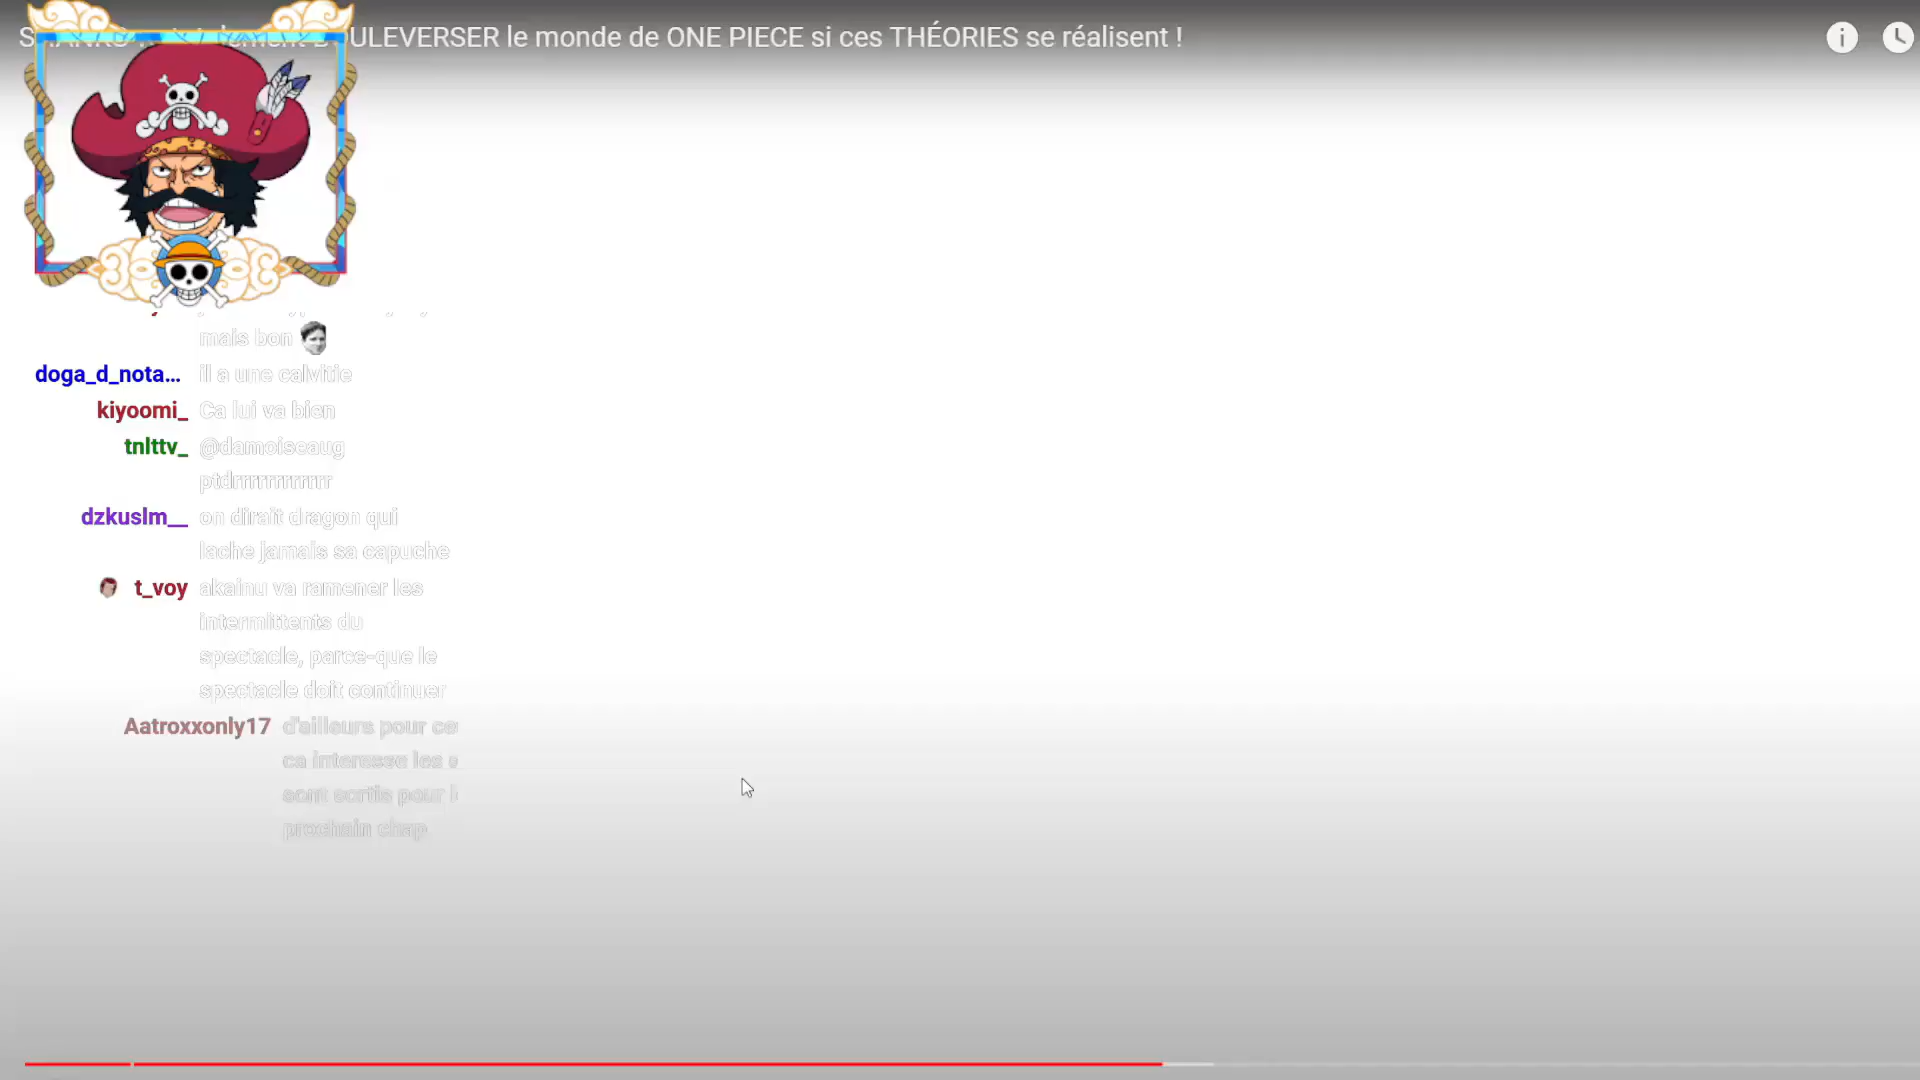 ULEVERSER le monde de ONE PIECE si ces THÉORIES se réalisent !
mais bon
doga_d_nota... il a une calvitie
kiyoomi_ Ca lui va bien
tnlttv_ @damoiseaug
ptdrrrrrrrrrrr
dzkuslm__ on dirait dragon qui
lache jamais sa capuche
t_voy akainu va ramener les
intermittents du
spectacle, parce-que le
spectacle doit continuer
Aatroxxonly17 d'ailleurs pour
ca interesse les
sont sortis pour
prochain chap